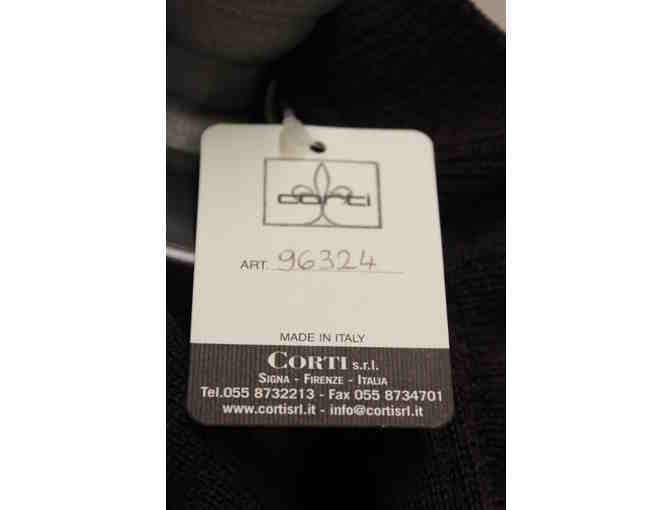 corti
ART. 96324
MADE IN ITALY
CORTI s.r.l.
SIGNA - FIRENZE - ITALIA
Tel.055 8732213 - Fax 055 8734701
www.cortisrl.it - info@cortisrl.it